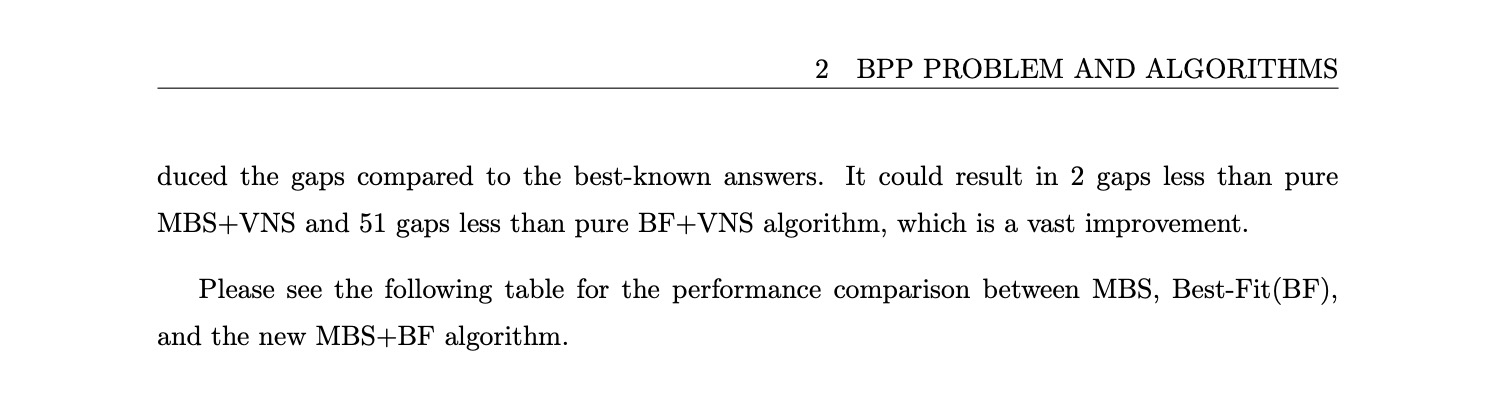 2 BPP PROBLEM AND ALGORITHMS
duced the gaps compared to the best-known answers. It could result in 2 gaps less than pure
MBS+VNS and 51 gaps less than pure BF+VNS algorithm, which is a vast improvement.
Please see the following table for the performance comparison between MBS, Best-Fit(BF),
and the new MBS+BF algorithm.